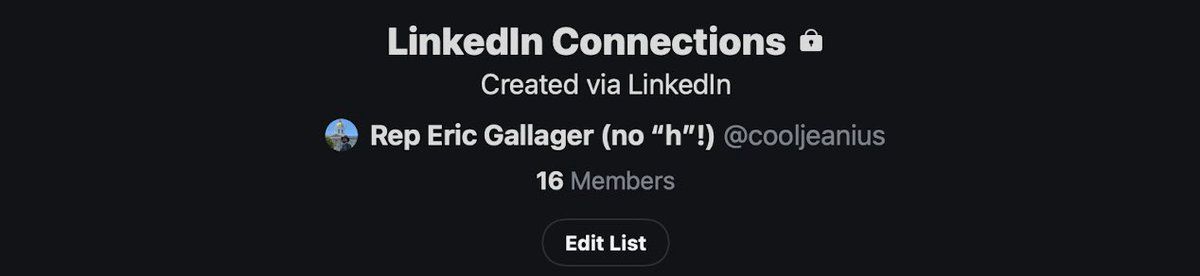 LinkedIn Connections
Created via LinkedIn
Rep Eric Gallager (no “h”!) @cooljeanius
16 Members
Edit List